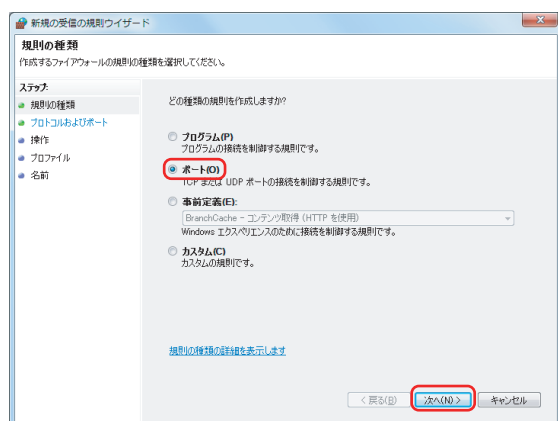 新規の受信の規則ウィザード
規則の種類
作成するファイアウォールの規則の種類を選択してください。
ステップ:
規則の種類
プロトコルおよびポート
操作
プロファイル
名前
どの種類の規則を作成しますか?
プログラム(P)
プログラムの接続を制御する規則です。
ポート(O)
TCP または UDP ポートの接続を制御する規則です。
事前定義(E):
BranchCache - コンテンツ取得 (HTTP を使用)
Windows エクスペリエンスのために接続を制御する規則です。
カスタム(C)
カスタムの規則です。
規則の種類の詳細を表示します
< 戻る(B)
次へ(N) >
キャンセル